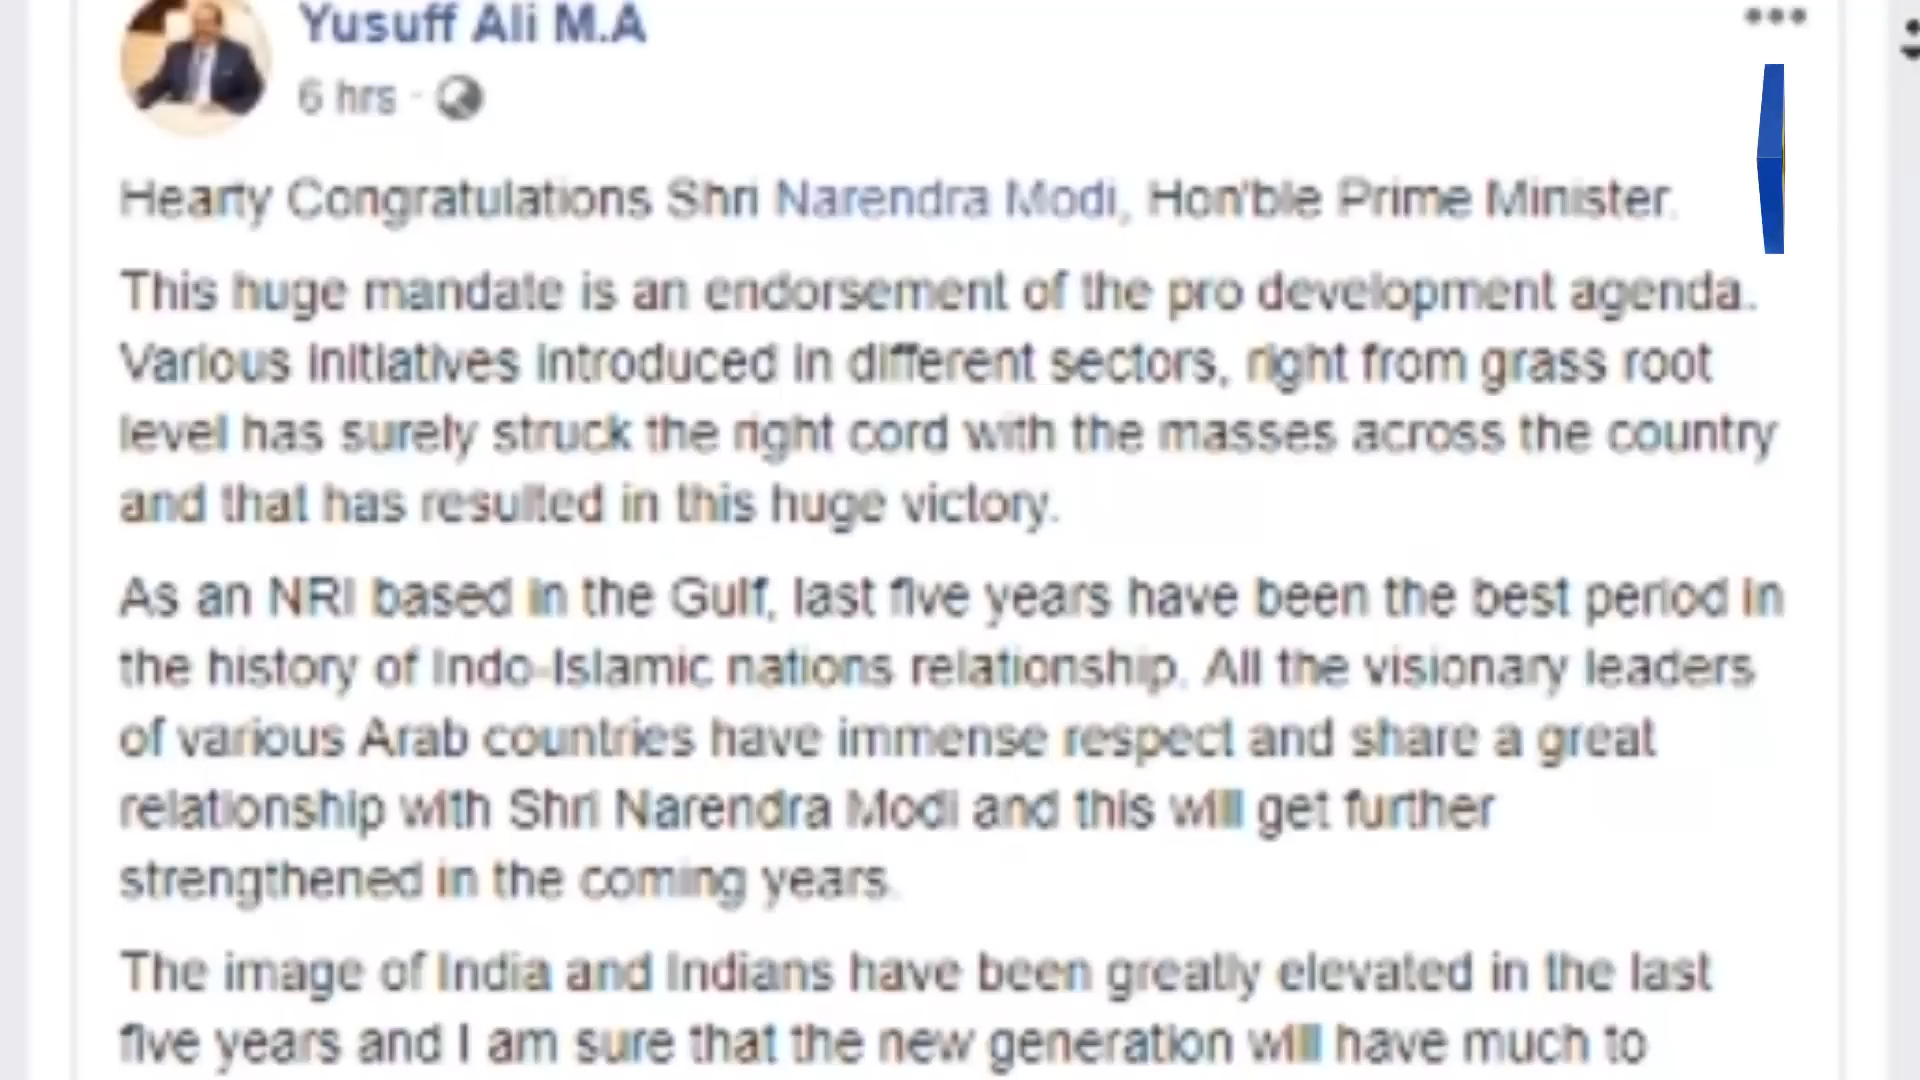 Yusuff Ali M.A
6 hrs ·
Hearty Congratulations Shri Narendra Modi, Hon'ble Prime Minister.
This huge mandate is an endorsement of the pro development agenda.
Various initiatives introduced in different sectors, right from grass root
level has surely struck the right cord with the masses across the country
and that has resulted in this huge victory.
As an NRI based in the Gulf, last five years have been the best period in
the history of Indo-Islamic nations relationship. All the visionary leaders
of various Arab countries have immense respect and share a great
relationship with Shri Narendra Modi and this will get further
strengthened in the coming years.
The image of India and Indians have been greatly elevated in the last
five years and I am sure that the new generation will have much to